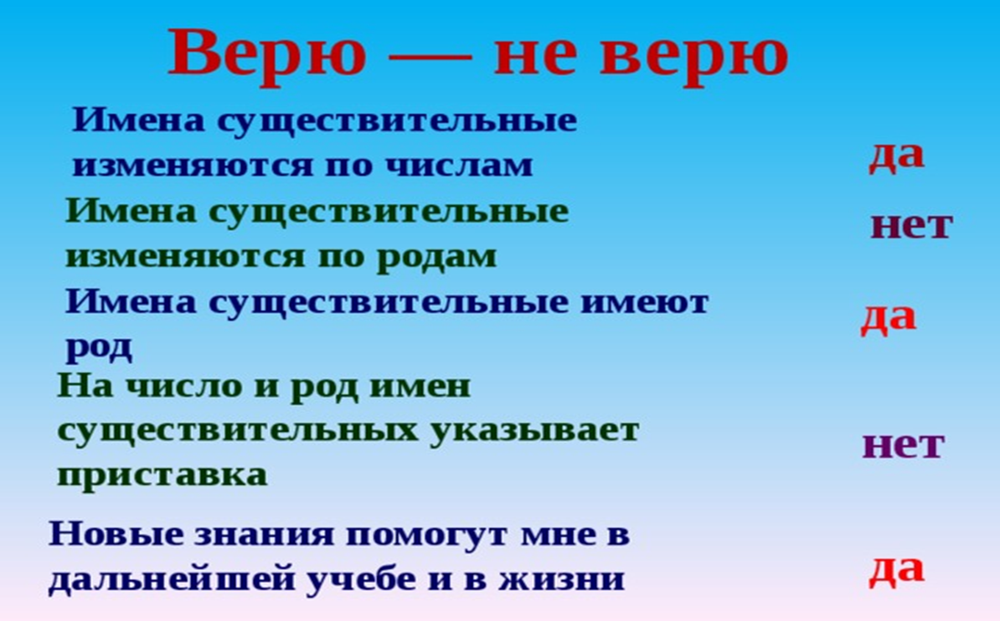 Верю — не верю
Имена существительные
изменяются по числам
да
Имена существительные
изменяются по родам
нет
Имена существительные имеют
род
да
На число и род имен
существительных указывает
приставка
нет
Новые знания помогут мне в
дальнейшей учебе и в жизни
да